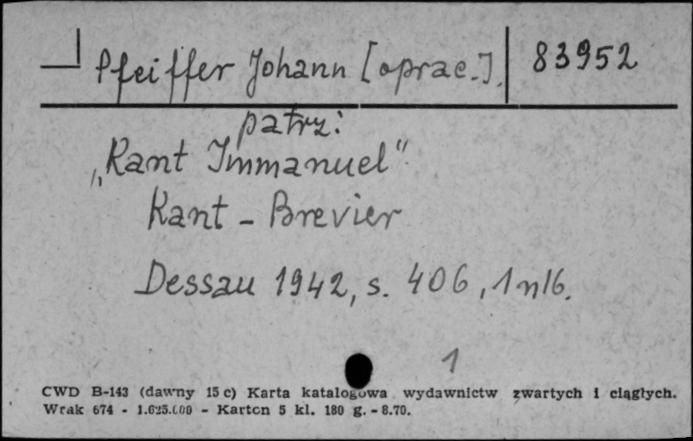 Pfeiffer Johann [oprac.] 83952
patrz:
„Kant Immanuel"
Kant - Brevier
Dessau 1942, s. 406, 1 nlb.
1
CWD B-143 (dawny 15 c) Karta katalogowa wydawnictw zwartych i ciągłych.
Wrak 674 - 1.625.000 - Karton 5 kl. 180 g. - 8.70.